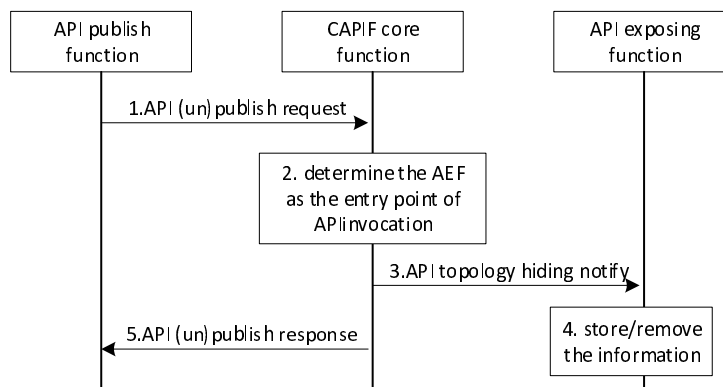 API publish
function
CAPIF core
function
API exposing
function
1.API (un)publish request
2. determine the AEF
as the entry point of
APIinvocation
3.API topology hiding notify
4. store/remove
the information
5.API (un)publish response